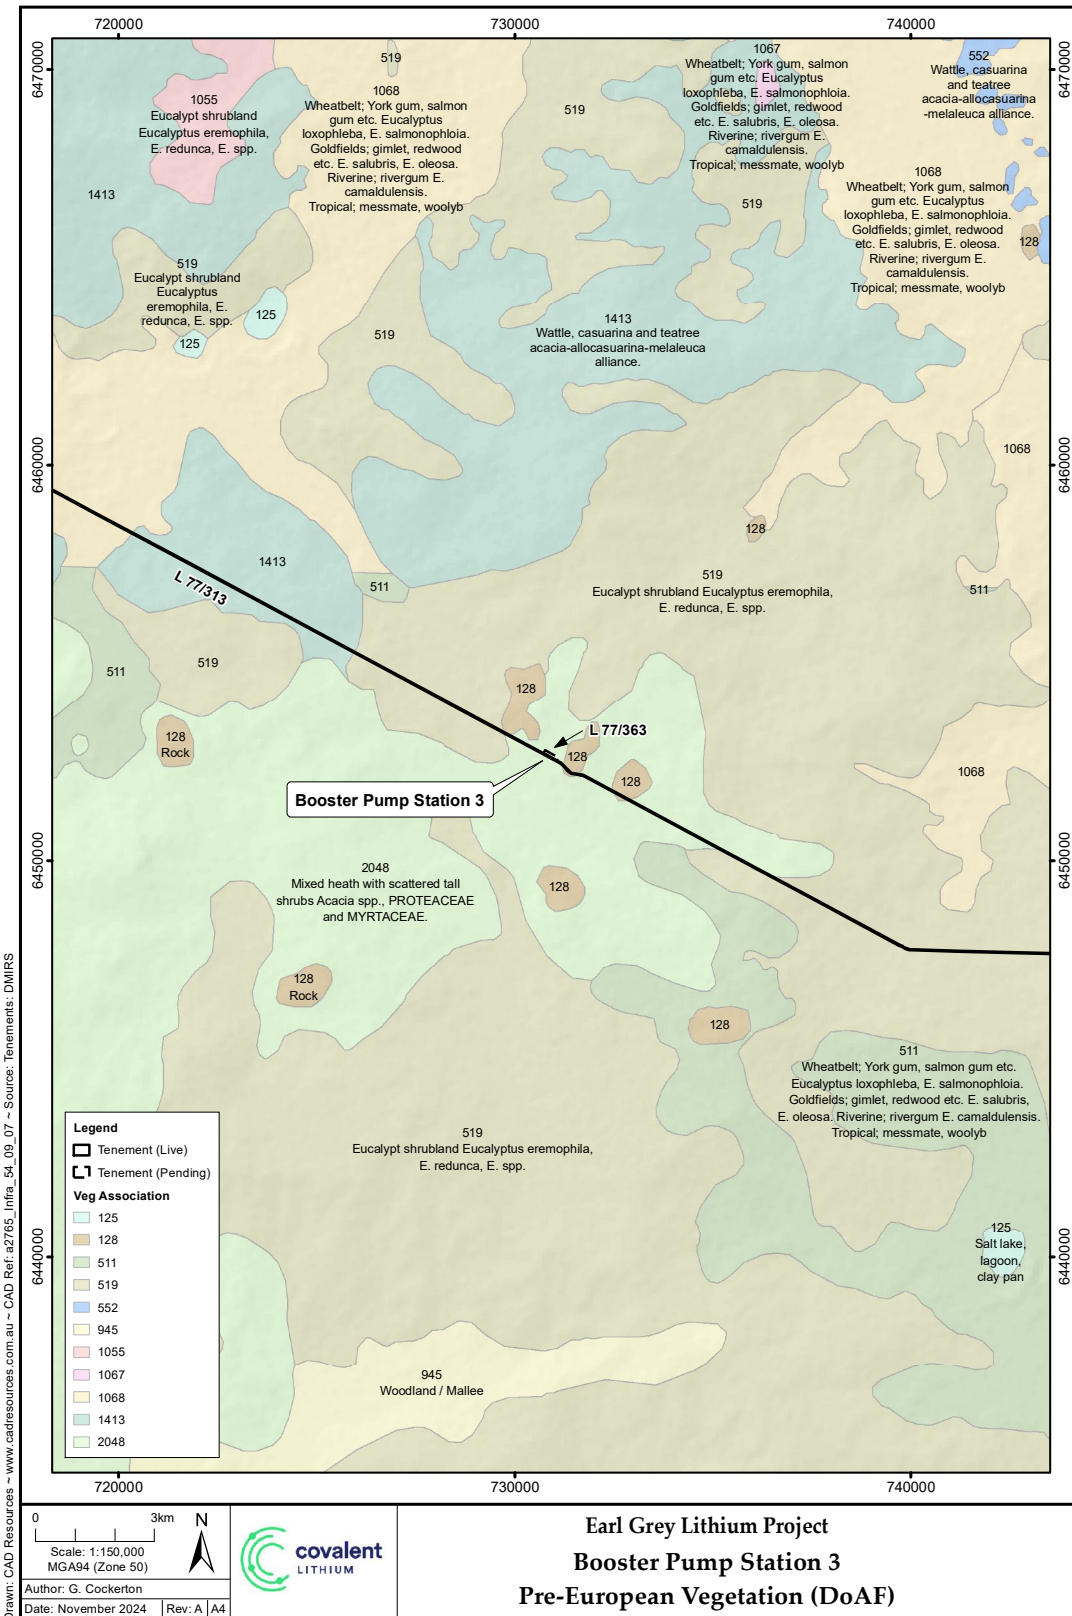 720000
730000
740000
6470000
6470000
519
1068
Wheatbelt; York gum, salmon
gum etc. Eucalyptus
loxophleba, E. salmonophloia.
Goldfields; gimlet, redwood
etc. E. salubris, E. oleosa.
Riverine; rivergum E.
camaldulensis.
Tropical; messmate, woolyb
1055
Eucalypt shrubland
Eucalyptus eremophila,
E. redunca, E. spp.
519
1067
Wheatbelt; York gum, salmon
gum etc. Eucalyptus
loxophleba, E. salmonophloia.
Goldfields; gimlet, redwood
etc. E. salubris, E. oleosa.
Riverine; rivergum E.
camaldulensis.
Tropical; messmate, woolyb
552
Wattle, casuarina
and teatree
acacia-allocasuarina
-melaleuca alliance.
1413
519
1068
Wheatbelt; York gum, salmon
gum etc. Eucalyptus
loxophleba, E. salmonophloia.
Goldfields; gimlet, redwood
etc. E. salubris, E. oleosa.
Riverine; rivergum E.
camaldulensis.
Tropical; messmate, woolyb
128
519
Eucalypt shrubland
Eucalyptus
eremophila, E.
redunca, E. spp.
125
125
519
1413
Wattle, casuarina and teatree
acacia-allocasuarina-melaleuca
alliance.
6460000
6460000
1068
128
1413
L 77/313
511
519
Eucalypt shrubland Eucalyptus eremophila,
E. redunca, E. spp.
511
511
519
128
128
Rock
L 77/363
128
128
1068
Booster Pump Station 3
6450000
6450000
2048
Mixed heath with scattered tall
shrubs Acacia spp., PROTEACEAE
and MYRTACEAE.
128
128
Rock
128
511
Wheatbelt; York gum, salmon gum etc.
Eucalyptus loxophleba, E. salmonophloia.
Goldfields; gimlet, redwood etc. E. salubris,
E. oleosa. Riverine; rivergum E. camaldulensis.
Tropical; messmate, woolyb
519
Eucalypt shrubland Eucalyptus eremophila,
E. redunca, E. spp.
125
Salt lake,
lagoon,
clay pan
6440000
6440000
945
Woodland / Mallee
Legend
Tenement (Live)
Tenement (Pending)
Veg Association
125
128
511
519
552
945
1055
1067
1068
1413
2048
720000
730000
740000
Drawn: CAD Resources ~ www.cadresources.com.au ~ CAD Ref: a2765_Infra_54_09_07 ~ Source: Tenements: DMIRS
0 3km
N
Scale: 1:150,000
MGA94 (Zone 50)
Author: G. Cockerton
Date: November 2024 Rev: A A4
covalent
LITHIUM
Earl Grey Lithium Project
Booster Pump Station 3
Pre-European Vegetation (DoAF)